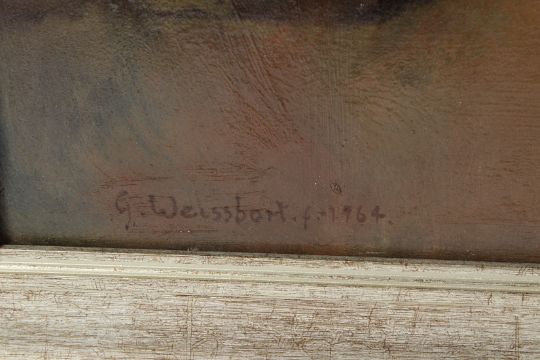 G. Weissbort. f. 1964.